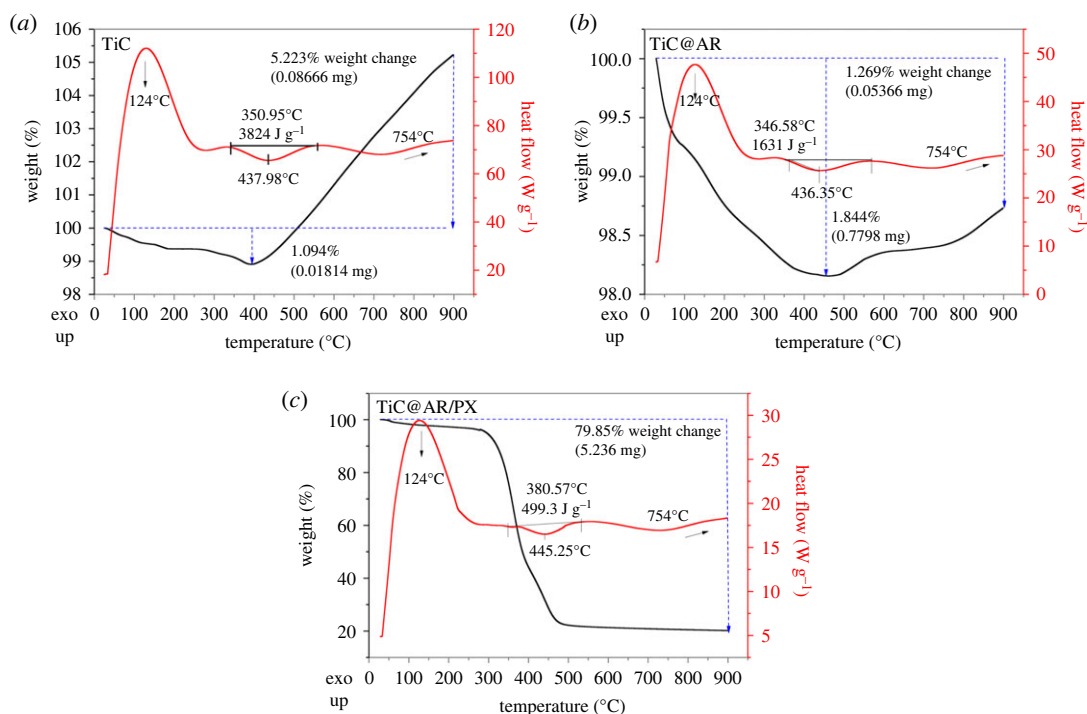 (a)
TiC
5.223% weight change
(0.08666 mg)
124°C
350.95°C
3824 J g⁻¹
437.98°C
754°C
1.094%
(0.01814 mg)
weight (%)
106
105
104
103
102
101
100
99
98
heat flow (W g⁻¹)
120
100
80
60
40
20
exo
up
0 100 200 300 400 500 600 700 800 900
temperature (°C)
(b)
TiC@AR
1.269% weight change
(0.05366 mg)
124°C
346.58°C
1631 J g⁻¹
436.35°C
754°C
1.844%
(0.7798 mg)
weight (%)
100.0
99.5
99.0
98.5
98.0
heat flow (W g⁻¹)
50
40
30
20
10
0
exo
up
0 100 200 300 400 500 600 700 800 900
temperature (°C)
(c)
TiC@AR/PX
79.85% weight change
(5.236 mg)
124°C
380.57°C
499.3 J g⁻¹
445.25°C
754°C
weight (%)
100
80
60
40
20
heat flow (W g⁻¹)
30
25
20
15
10
5
exo
up
0 100 200 300 400 500 600 700 800 900
temperature (°C)